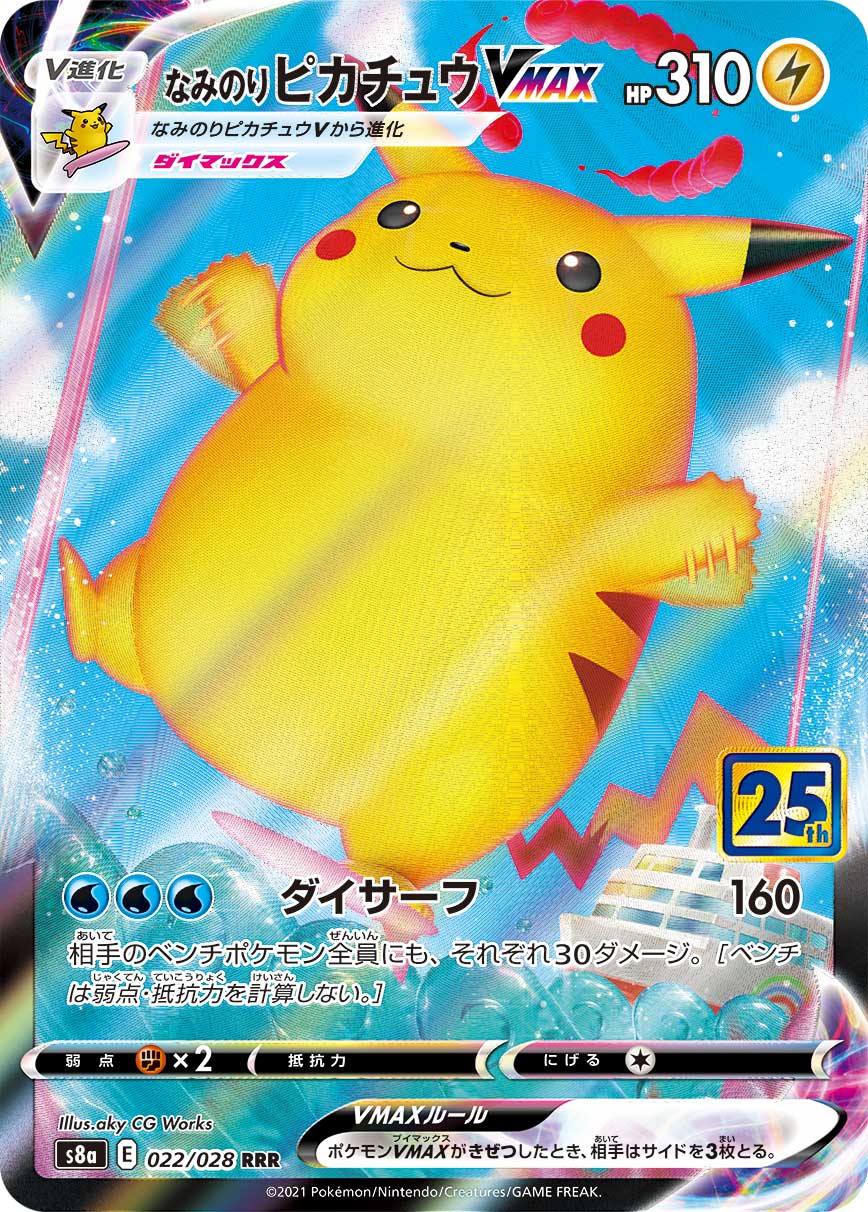 V進化
なみのりピカチュウVMAX HP310
なみのりピカチュウVから進化
ダイマックス
25th
ダイサーフ 160
相手のベンチポケモン全員にも、それぞれ30ダメージ。[ベンチ
は弱点・抵抗力を計算しない。]
弱点 ×2 抵抗力 にげる
Illus.aky CG Works
VMAXルール
ポケモンVMAXがきぜつしたとき、相手はサイドを3枚とる。
s8a E 022/028 RRR
©2021 Pokémon/Nintendo/Creatures/GAME FREAK.